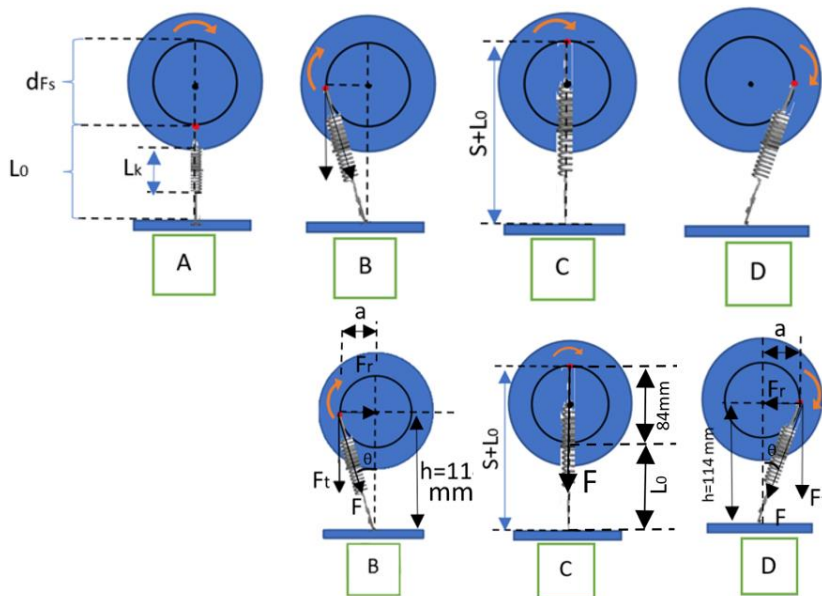 dFs
L0
Lk
A
B
S+L0
C
D
a
Fr
θ
Ft
F
h=11
mm
B
S+L0
84mm
F
L0
C
a
Fr
h=114 mm
θ
F
F
D